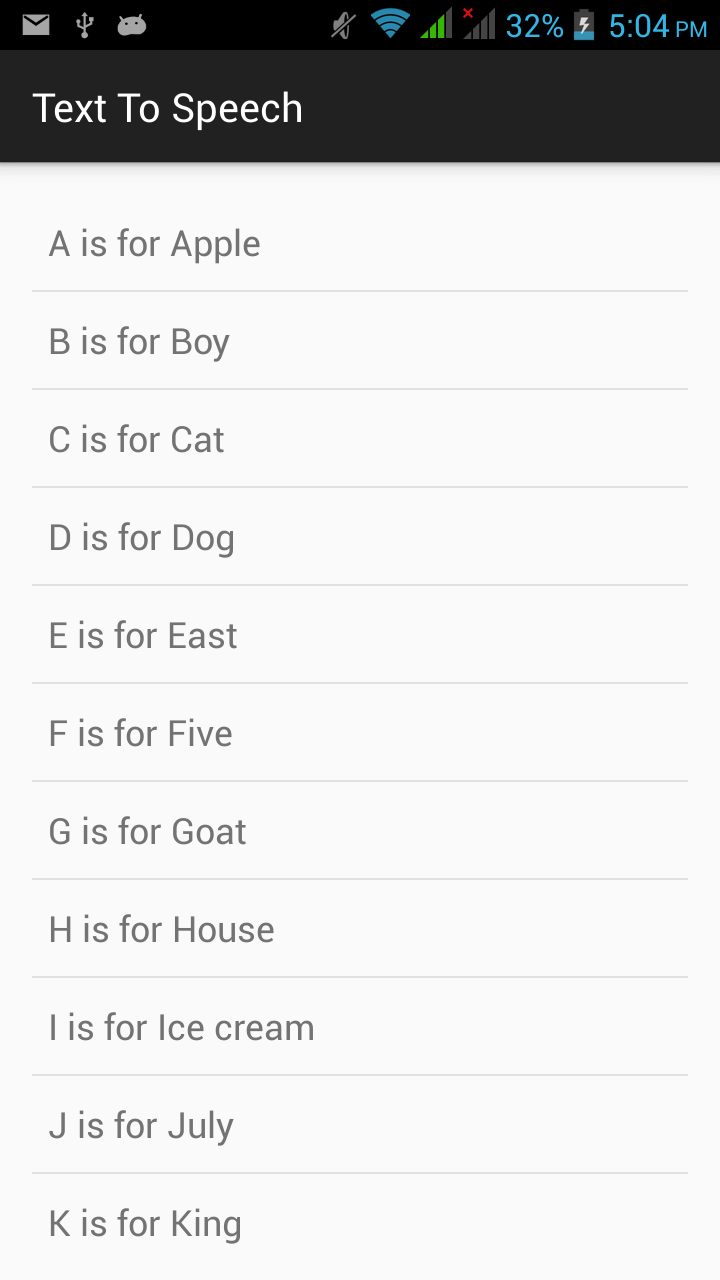 32% 5:04 PM
Text To Speech
A is for Apple
B is for Boy
C is for Cat
D is for Dog
E is for East
F is for Five
G is for Goat
H is for House
I is for Ice cream
J is for July
K is for King